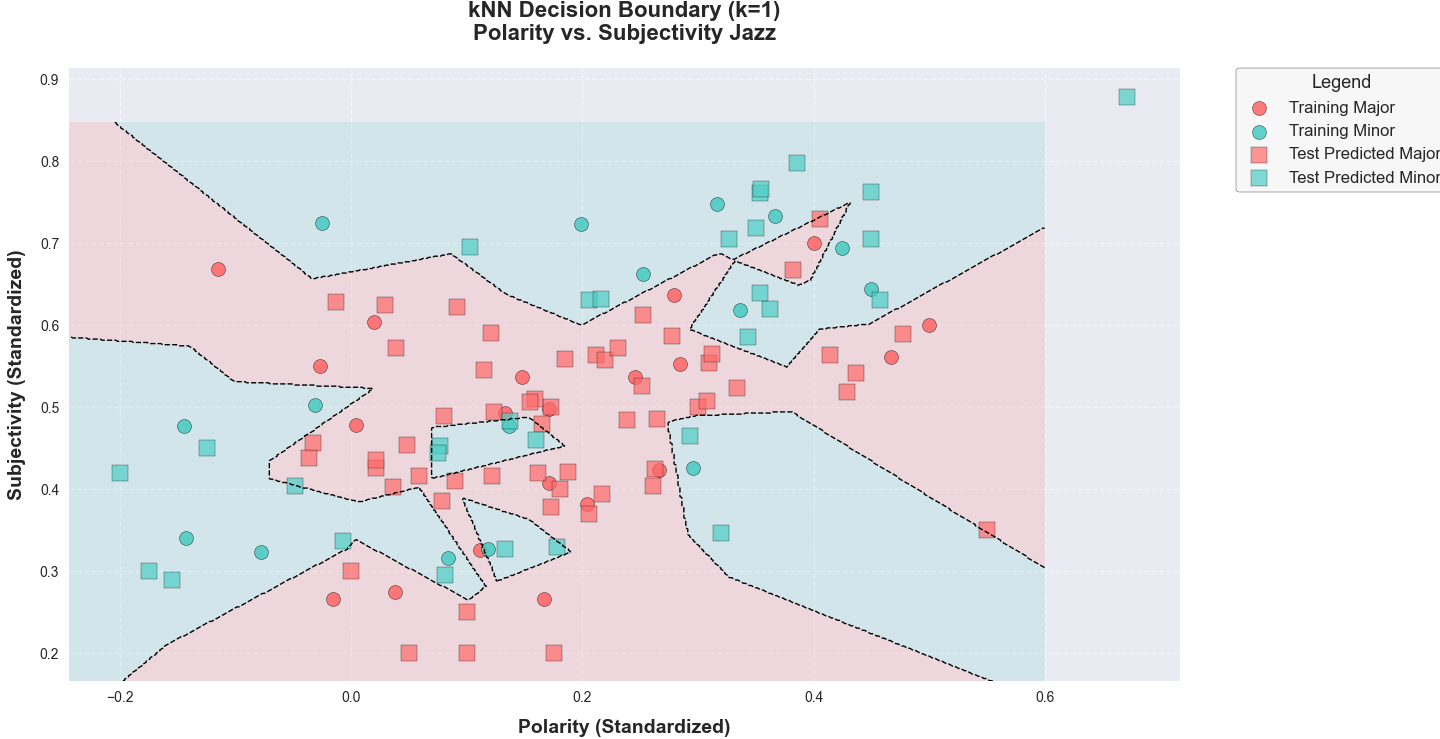 kNN Decision Boundary (k=1)
Polarity vs. Subjectivity Jazz
Legend
Training Major
Training Minor
Test Predicted Major
Test Predicted Minor
0.9
0.8
0.7
0.6
0.5
0.4
0.3
0.2
Subjectivity (Standardized)
−0.2
0.0
0.2
0.4
0.6
Polarity (Standardized)